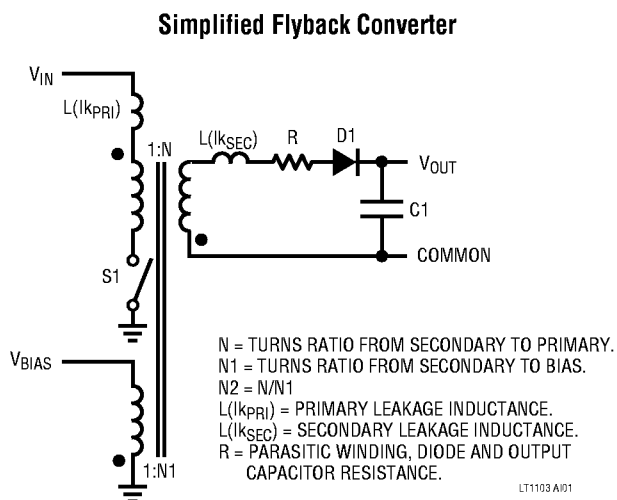 Simplified Flyback Converter
VIN
L(lkPRI)
1:N
L(lkSEC)
R
D1
VOUT
C1
COMMON
S1
VBIAS
1:N1
N = TURNS RATIO FROM SECONDARY TO PRIMARY.
N1 = TURNS RATIO FROM SECONDARY TO BIAS.
N2 = N/N1
L(lkPRI) = PRIMARY LEAKAGE INDUCTANCE.
L(lkSEC) = SECONDARY LEAKAGE INDUCTANCE.
R = PARASITIC WINDING, DIODE AND OUTPUT
CAPACITOR RESISTANCE.
LT1103 AI01